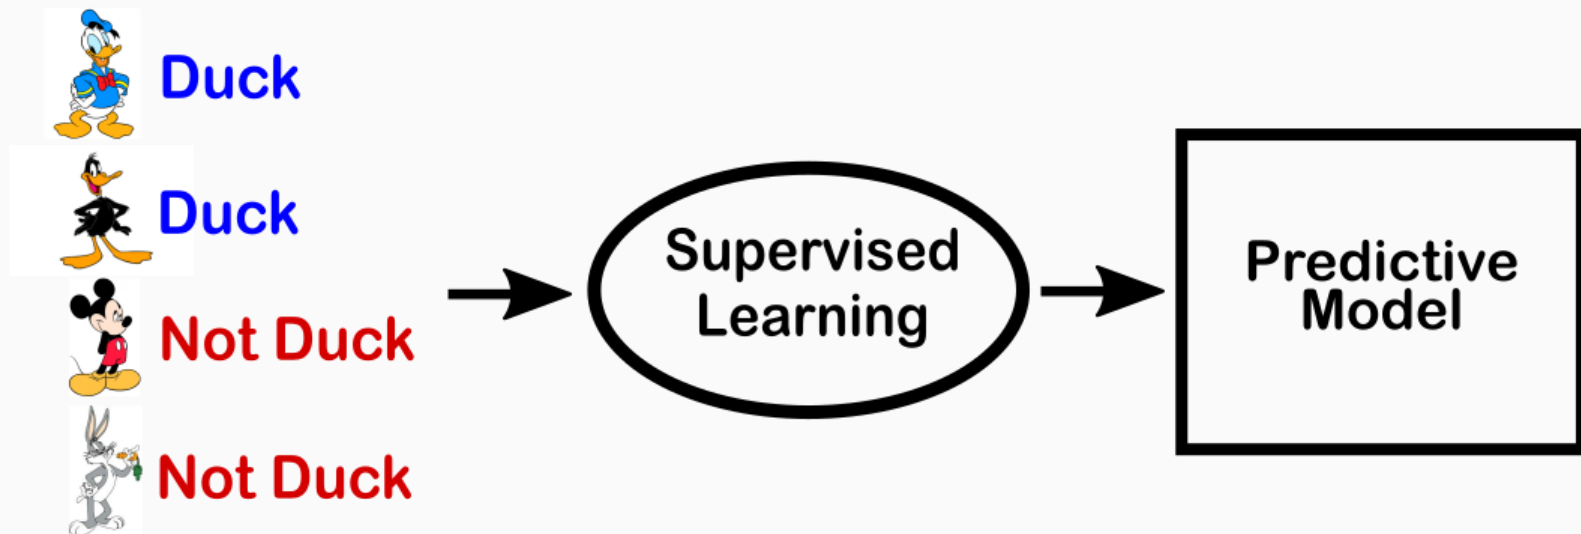 Duck
Duck
Not Duck
Not Duck
Supervised
Learning
Predictive
Model